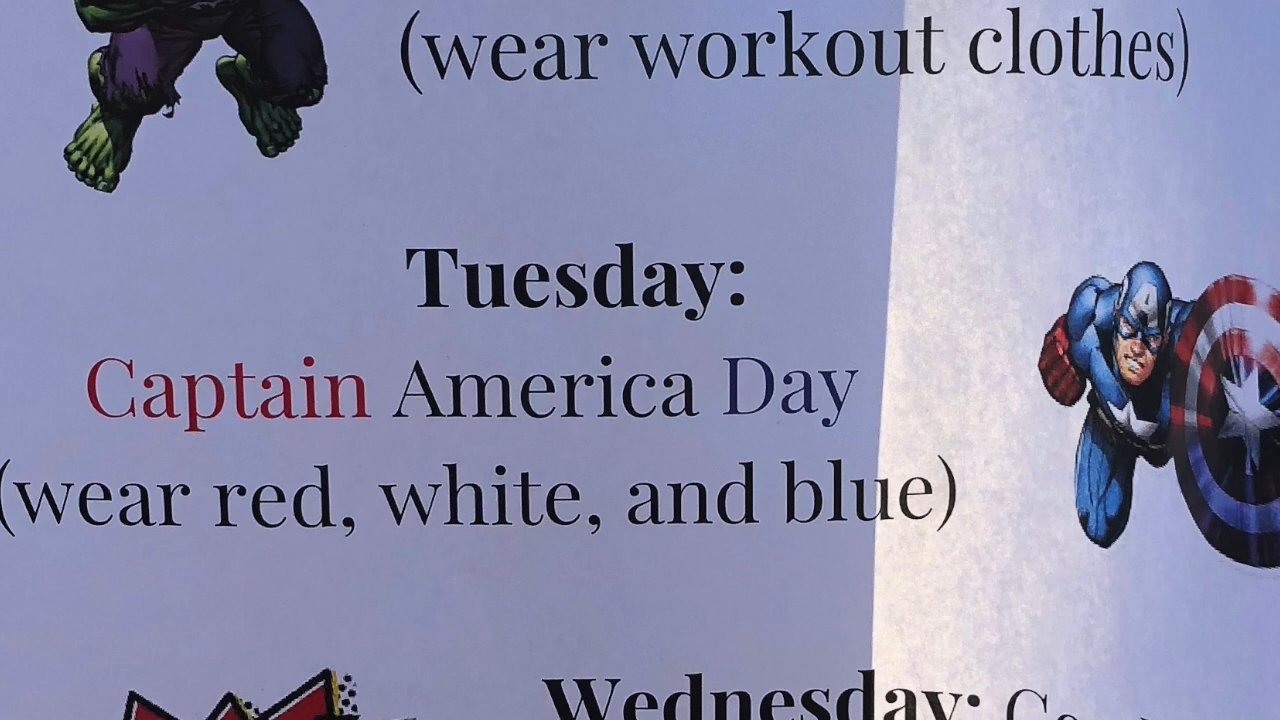 (wear workout clothes)
Tuesday:
Captain America Day
(wear red, white, and blue)
Wednesday: